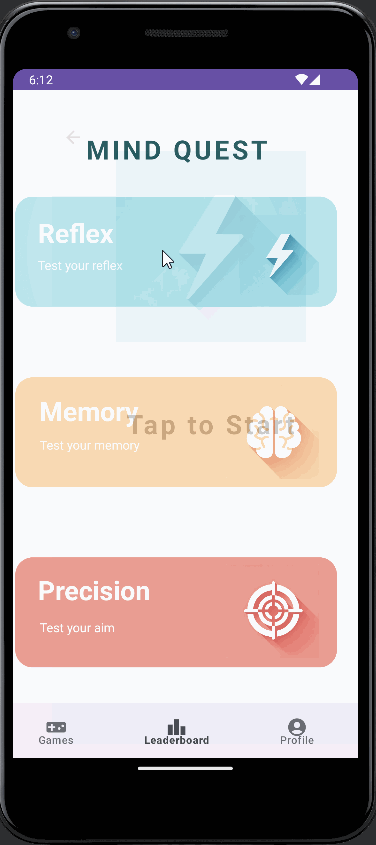 6:12
MIND QUEST
Reflex
Test your reflex
Memory
Tap to Start
Test your memory
Precision
Test your aim
Games
Leaderboard
Profile